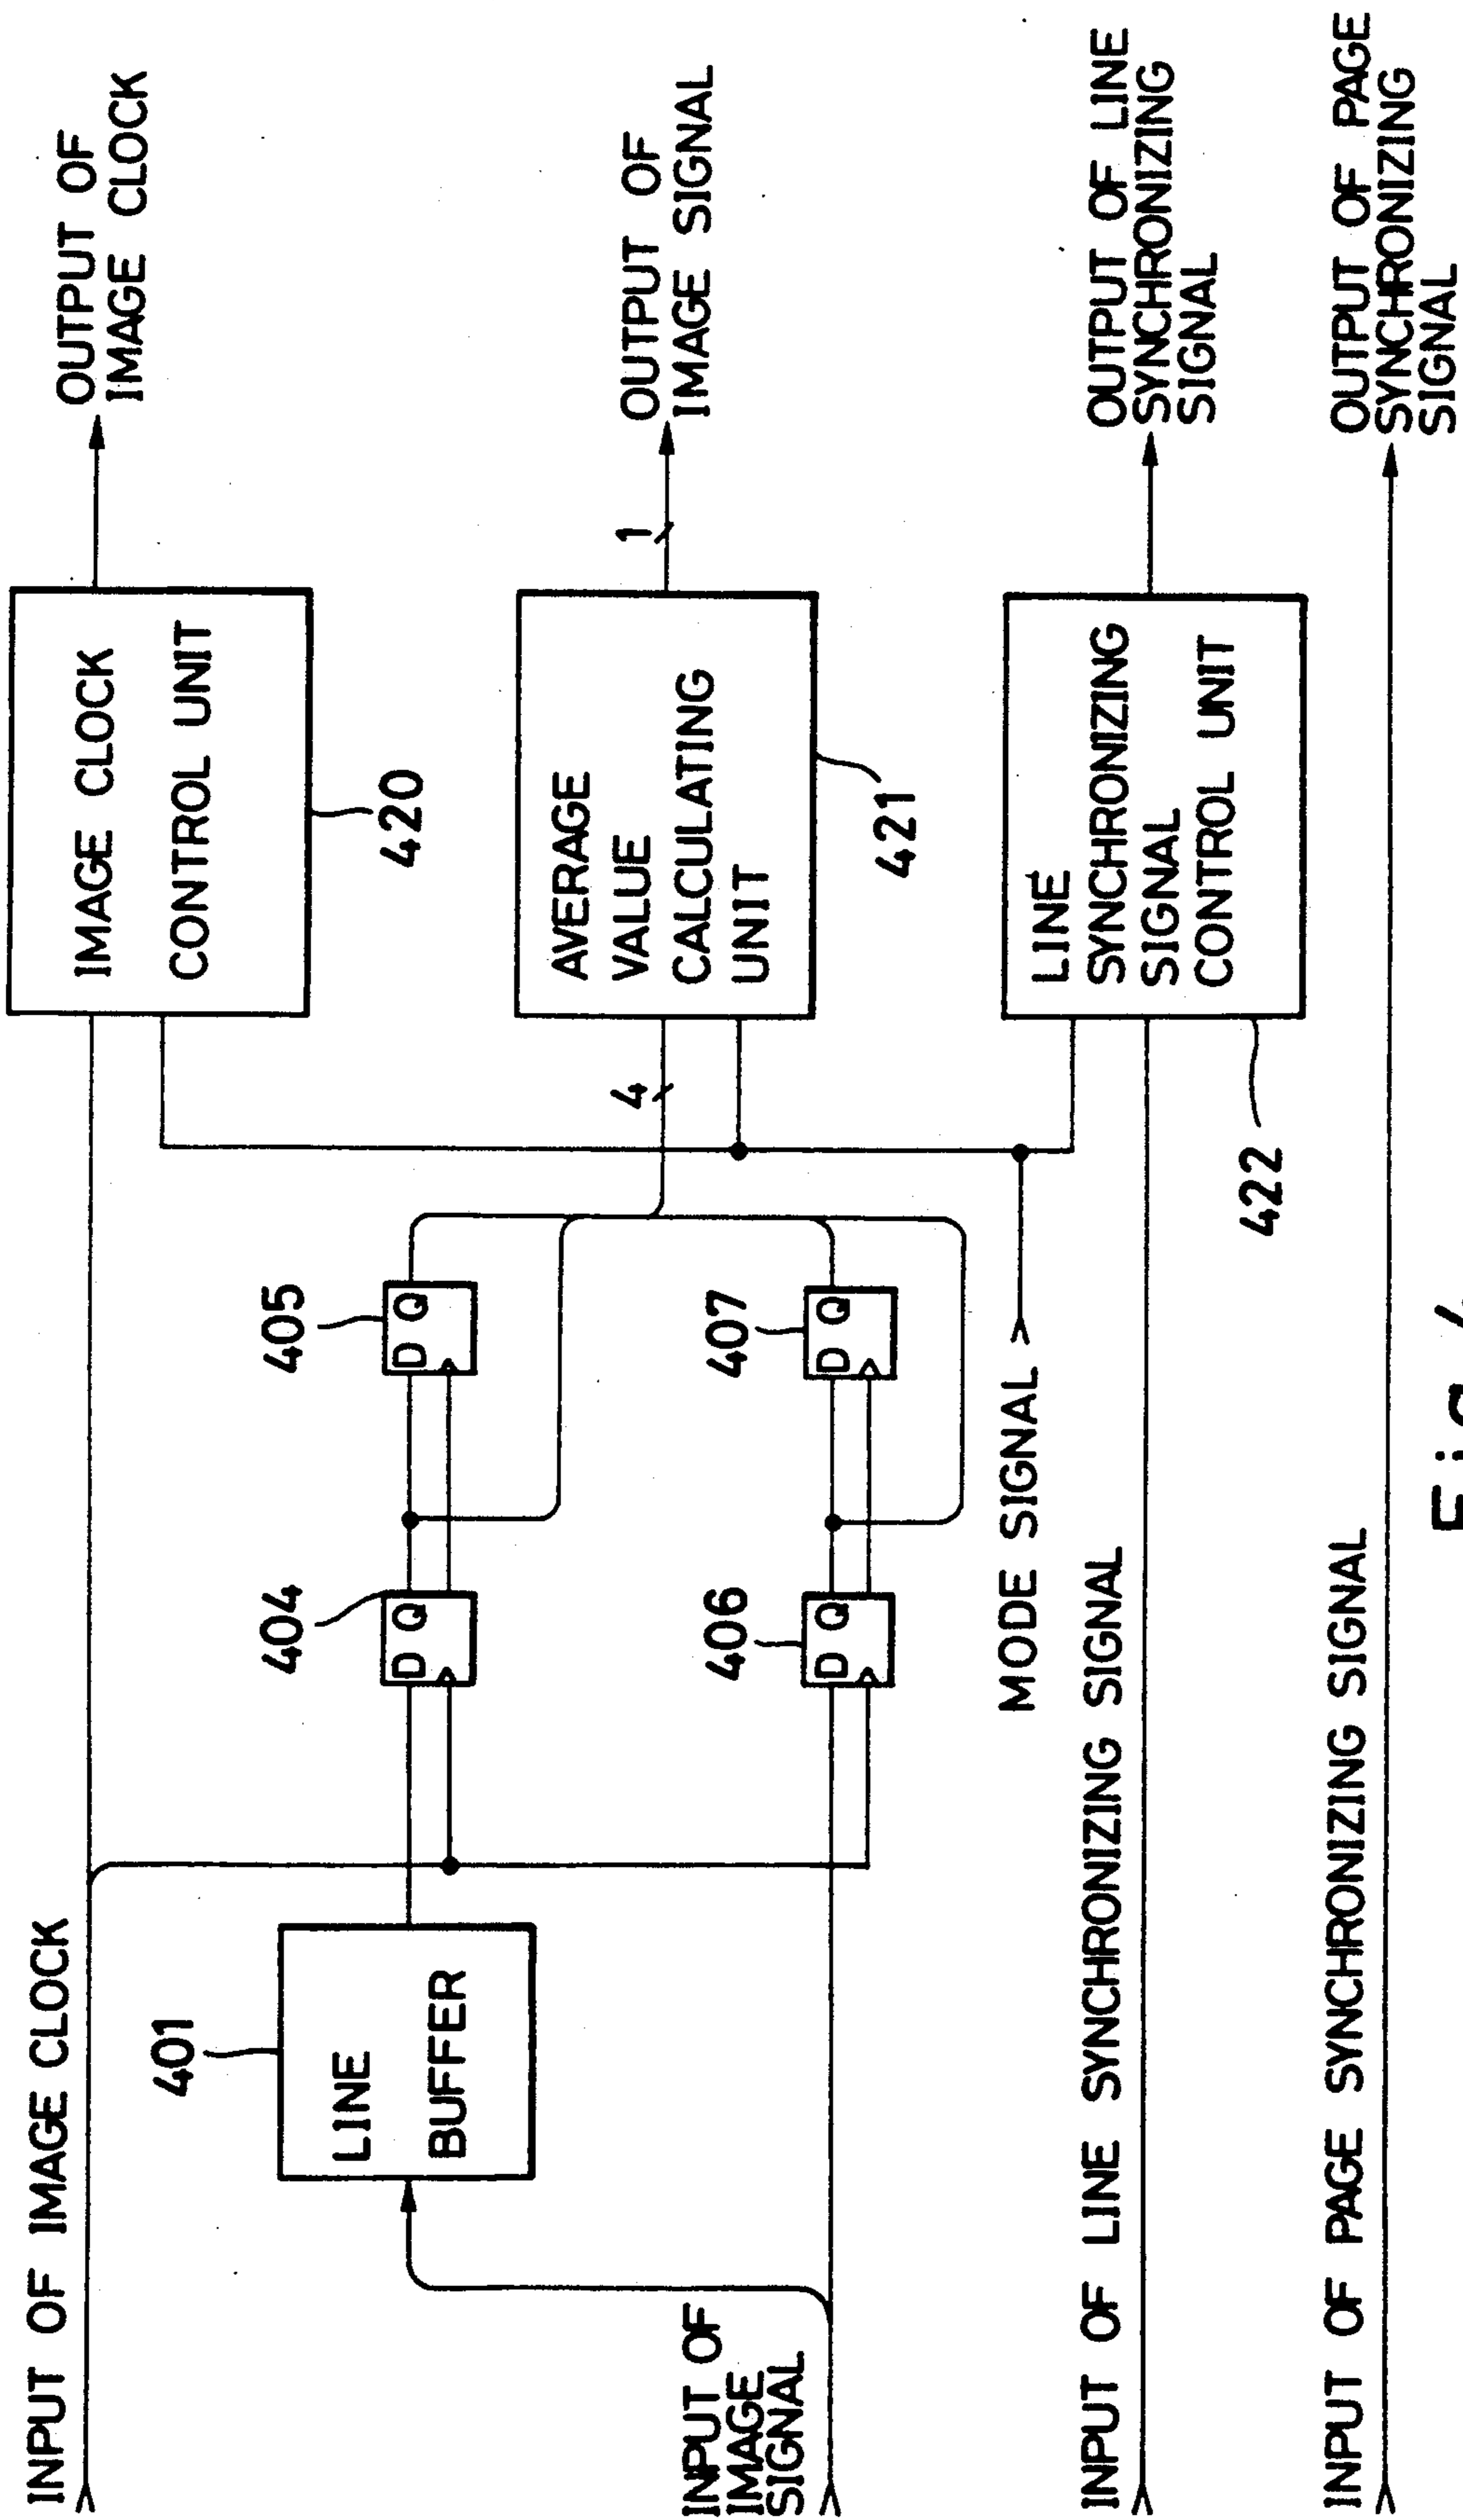 INPUT OF IMAGE CLOCK
401
LINE
BUFFER
INPUT OF
IMAGE
SIGNAL
404
D Q
405
D Q
406
D Q
407
D Q
MODE SIGNAL
INPUT OF LINE SYNCHRONIZING SIGNAL
INPUT OF PAGE SYNCHRONIZING SIGNAL
4
IMAGE CLOCK
CONTROL UNIT
420
AVERAGE
VALUE
CALCULATING
UNIT
421
LINE
SYNCHRONIZING
SIGNAL
CONTROL UNIT
422
OUTPUT OF
IMAGE CLOCK
1
OUTPUT OF
IMAGE SIGNAL
OUTPUT OF LINE
SYNCHRONIZING
SIGNAL
OUTPUT OF PAGE
SYNCHRONIZING
SIGNAL